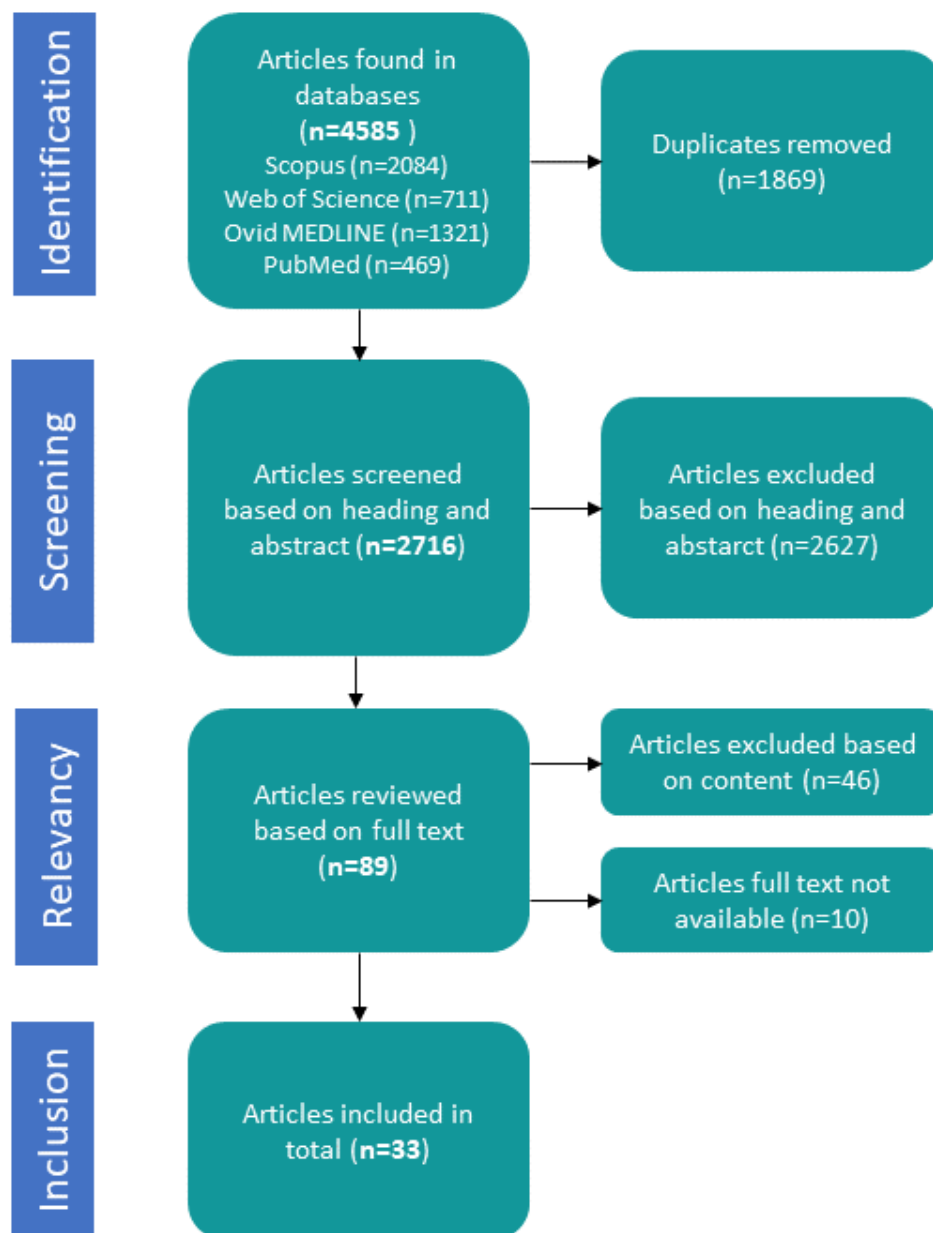 Identification
Articles found in
databases
(n=4585 )
Scopus (n=2084)
Web of Science (n=711)
Ovid MEDLINE (n=1321)
PubMed (n=469)
Duplicates removed
(n=1869)
Screening
Articles screened
based on heading and
abstract (n=2716)
Articles excluded
based on heading and
abstarct (n=2627)
Relevancy
Articles reviewed
based on full text
(n=89)
Articles excluded based
on content (n=46)
Articles full text not
available (n=10)
Inclusion
Articles included in
total (n=33)